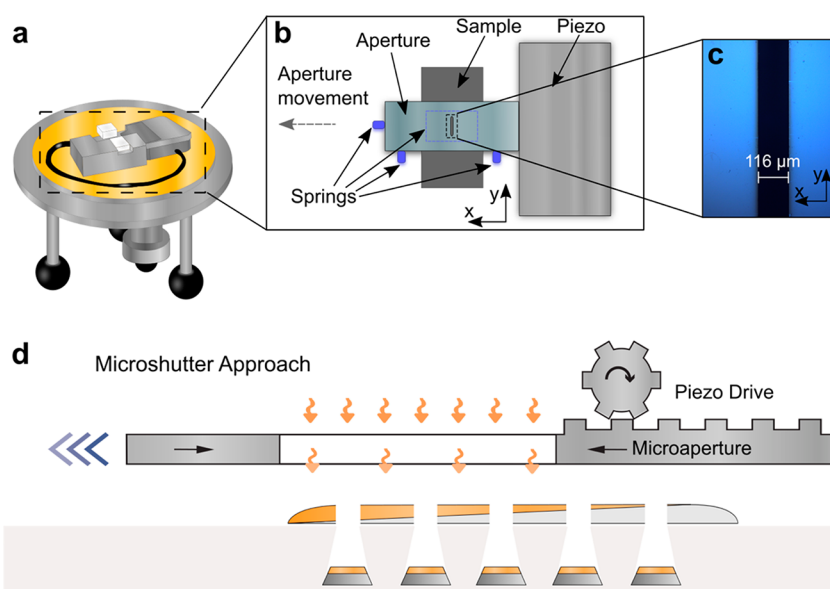 a
b
Aperture
Sample
Piezo
Aperture
movement
Springs
y
x
c
116 µm
y
x
d
Microshutter Approach
Piezo Drive
Microaperture